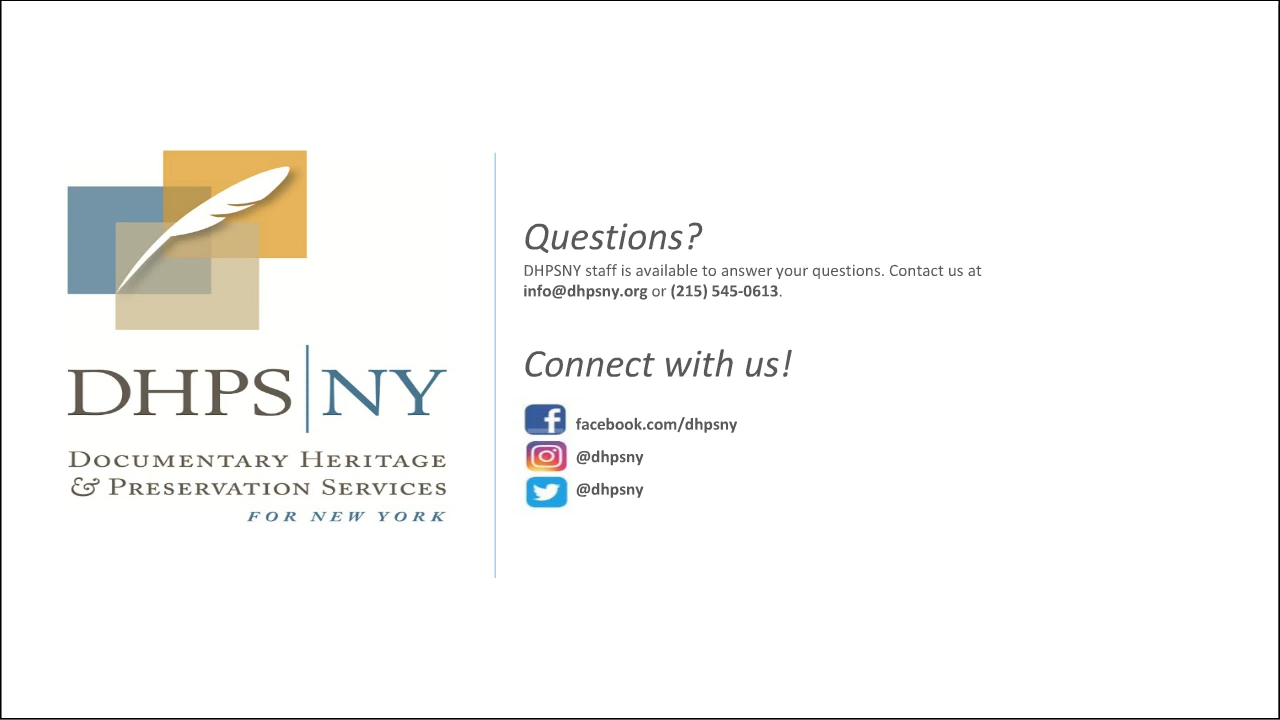 DHPS|NY
DOCUMENTARY HERITAGE
& PRESERVATION SERVICES
FOR NEW YORK
Questions?
DHPSNY staff is available to answer your questions. Contact us at
info@dhpsny.org or (215) 545-0613.
Connect with us!
facebook.com/dhpsny
@dhpsny
@dhpsny